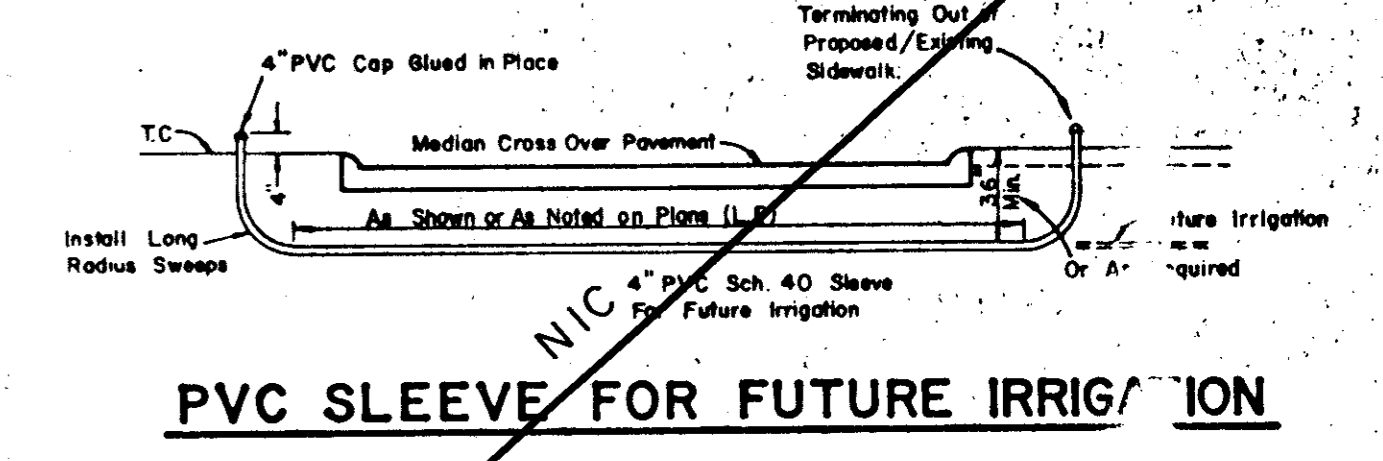 Terminating Out of
Proposed/Existing
Sidewalk.
4" PVC Cap Glued in Place
T.C
Median Cross Over Pavement
4"
36"
Min.
As Shown or As Noted on Plans
Install Long
Radius Sweeps
Irrigation
Or
4" PVC Sch. 40 Sleeve
For Future Irrigation
NIC
PVC SLEEVE FOR FUTURE